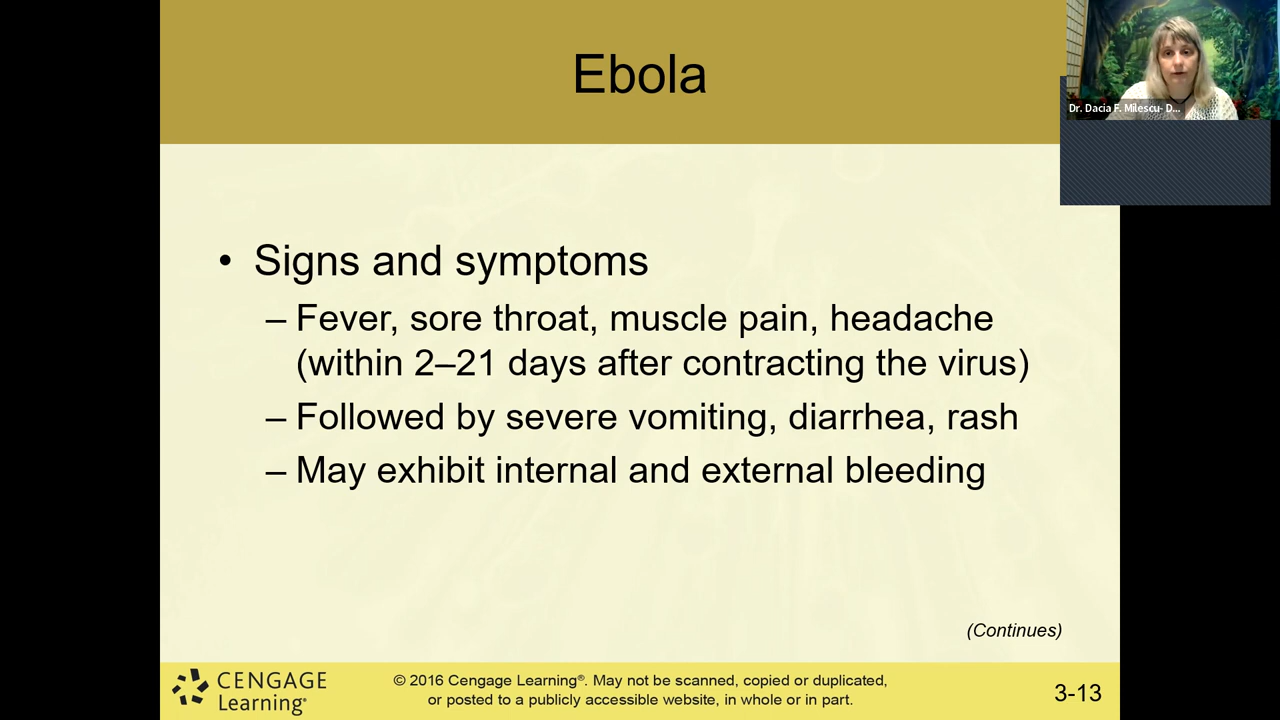 Ebola
Dr. Dacia F. Milescu- D...
• Signs and symptoms
– Fever, sore throat, muscle pain, headache
(within 2–21 days after contracting the virus)
– Followed by severe vomiting, diarrhea, rash
– May exhibit internal and external bleeding
(Continues)
CENGAGE
Learning®
© 2016 Cengage Learning®. May not be scanned, copied or duplicated,
or posted to a publicly accessible website, in whole or in part.
3-13